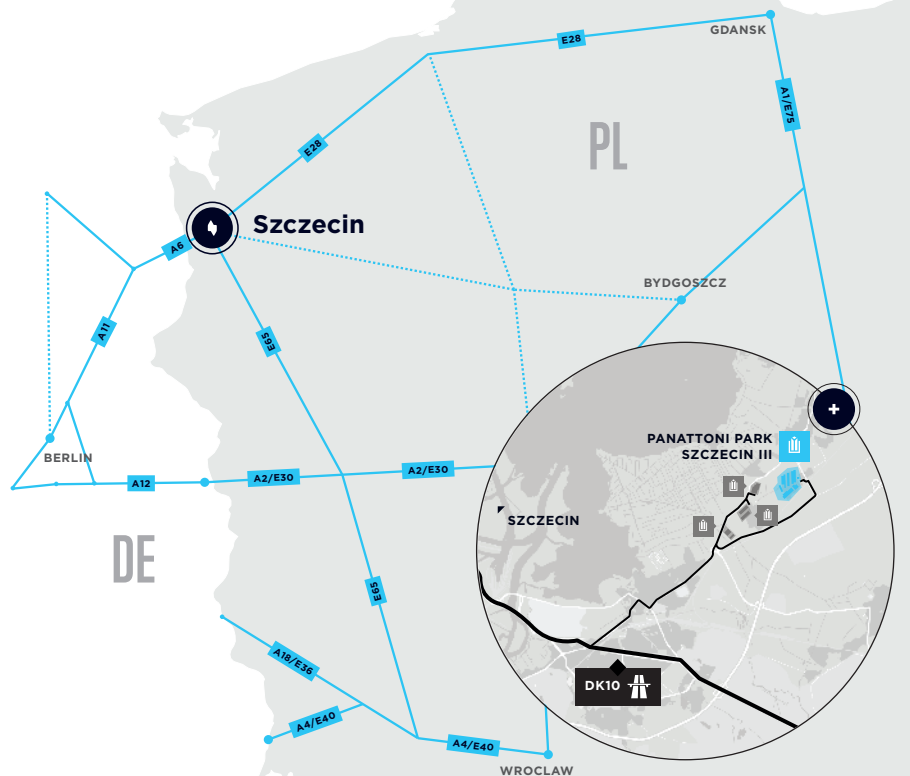 E28
GDANSK
A1/E75
E28
PL
Szczecin
A6
BYDGOSZCZ
A11
E65
BERLIN
A12
A2/E30
A2/E30
PANATTONI PARK
SZCZECIN III
SZCZECIN
DE
E65
A18/E36
DK10
A4/E40
A4/E40
WROCLAW